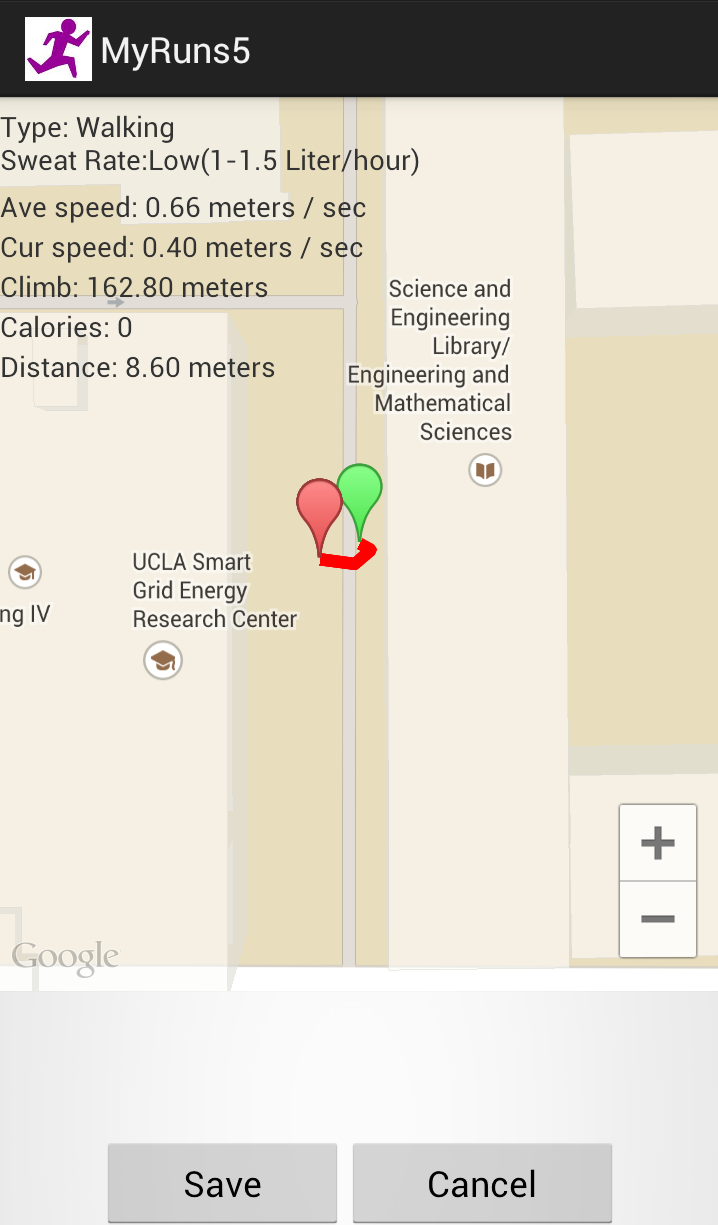 MyRuns5
Type: Walking
Sweat Rate:Low(1-1.5 Liter/hour)
Ave speed: 0.66 meters / sec
Cur speed: 0.40 meters / sec
Climb: 162.80 meters
Calories: 0
Distance: 8.60 meters
Science and
Engineering
Library/
Engineering and
Mathematical
Sciences
UCLA Smart
Grid Energy
Research Center
ng IV
+
−
Google
Save
Cancel